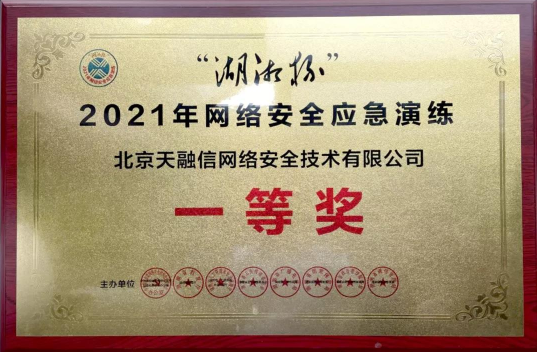 “湖湘杯”
2021年网络安全应急演练
北京天融信网络安全技术有限公司
一等奖
主办单位